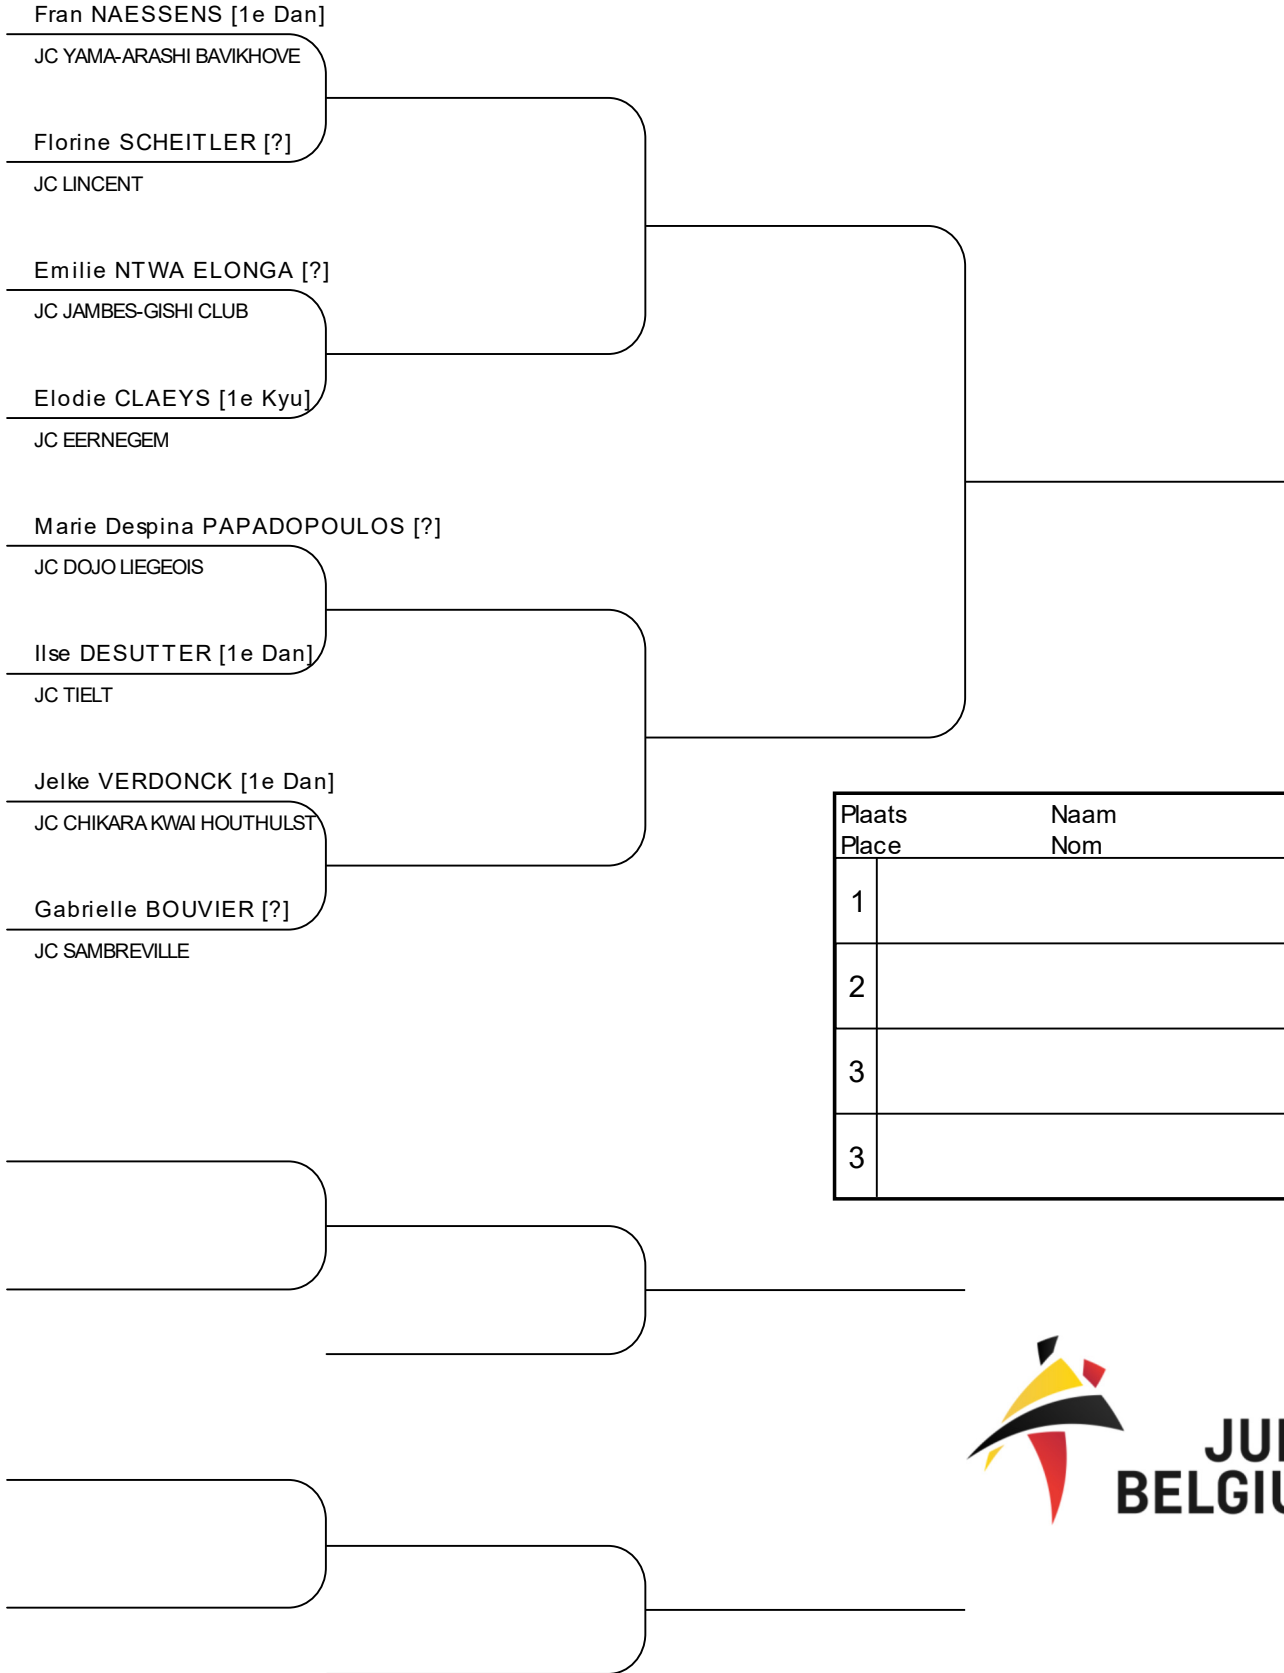 Fran NAESSENS [1e Dan]
JC YAMA-ARASHI BAVIKHOVE
Florine SCHEITLER [?]
JC LINCENT
Emilie NTWA ELONGA [?]
JC JAMBES-GISHI CLUB
Elodie CLAEYS [1e Kyu]
JC EERNEGEM
Marie Despina PAPADOPOULOS [?]
JC DOJO LIEGEOIS
Ilse DESUTTER [1e Dan]
JC TIELT
Jelke VERDONCK [1e Dan]
JC CHIKARA KWAI HOUTHULST
Gabrielle BOUVIER [?]
JC SAMBREVILLE
Plaats Naam
Place Nom
1
2
3
3